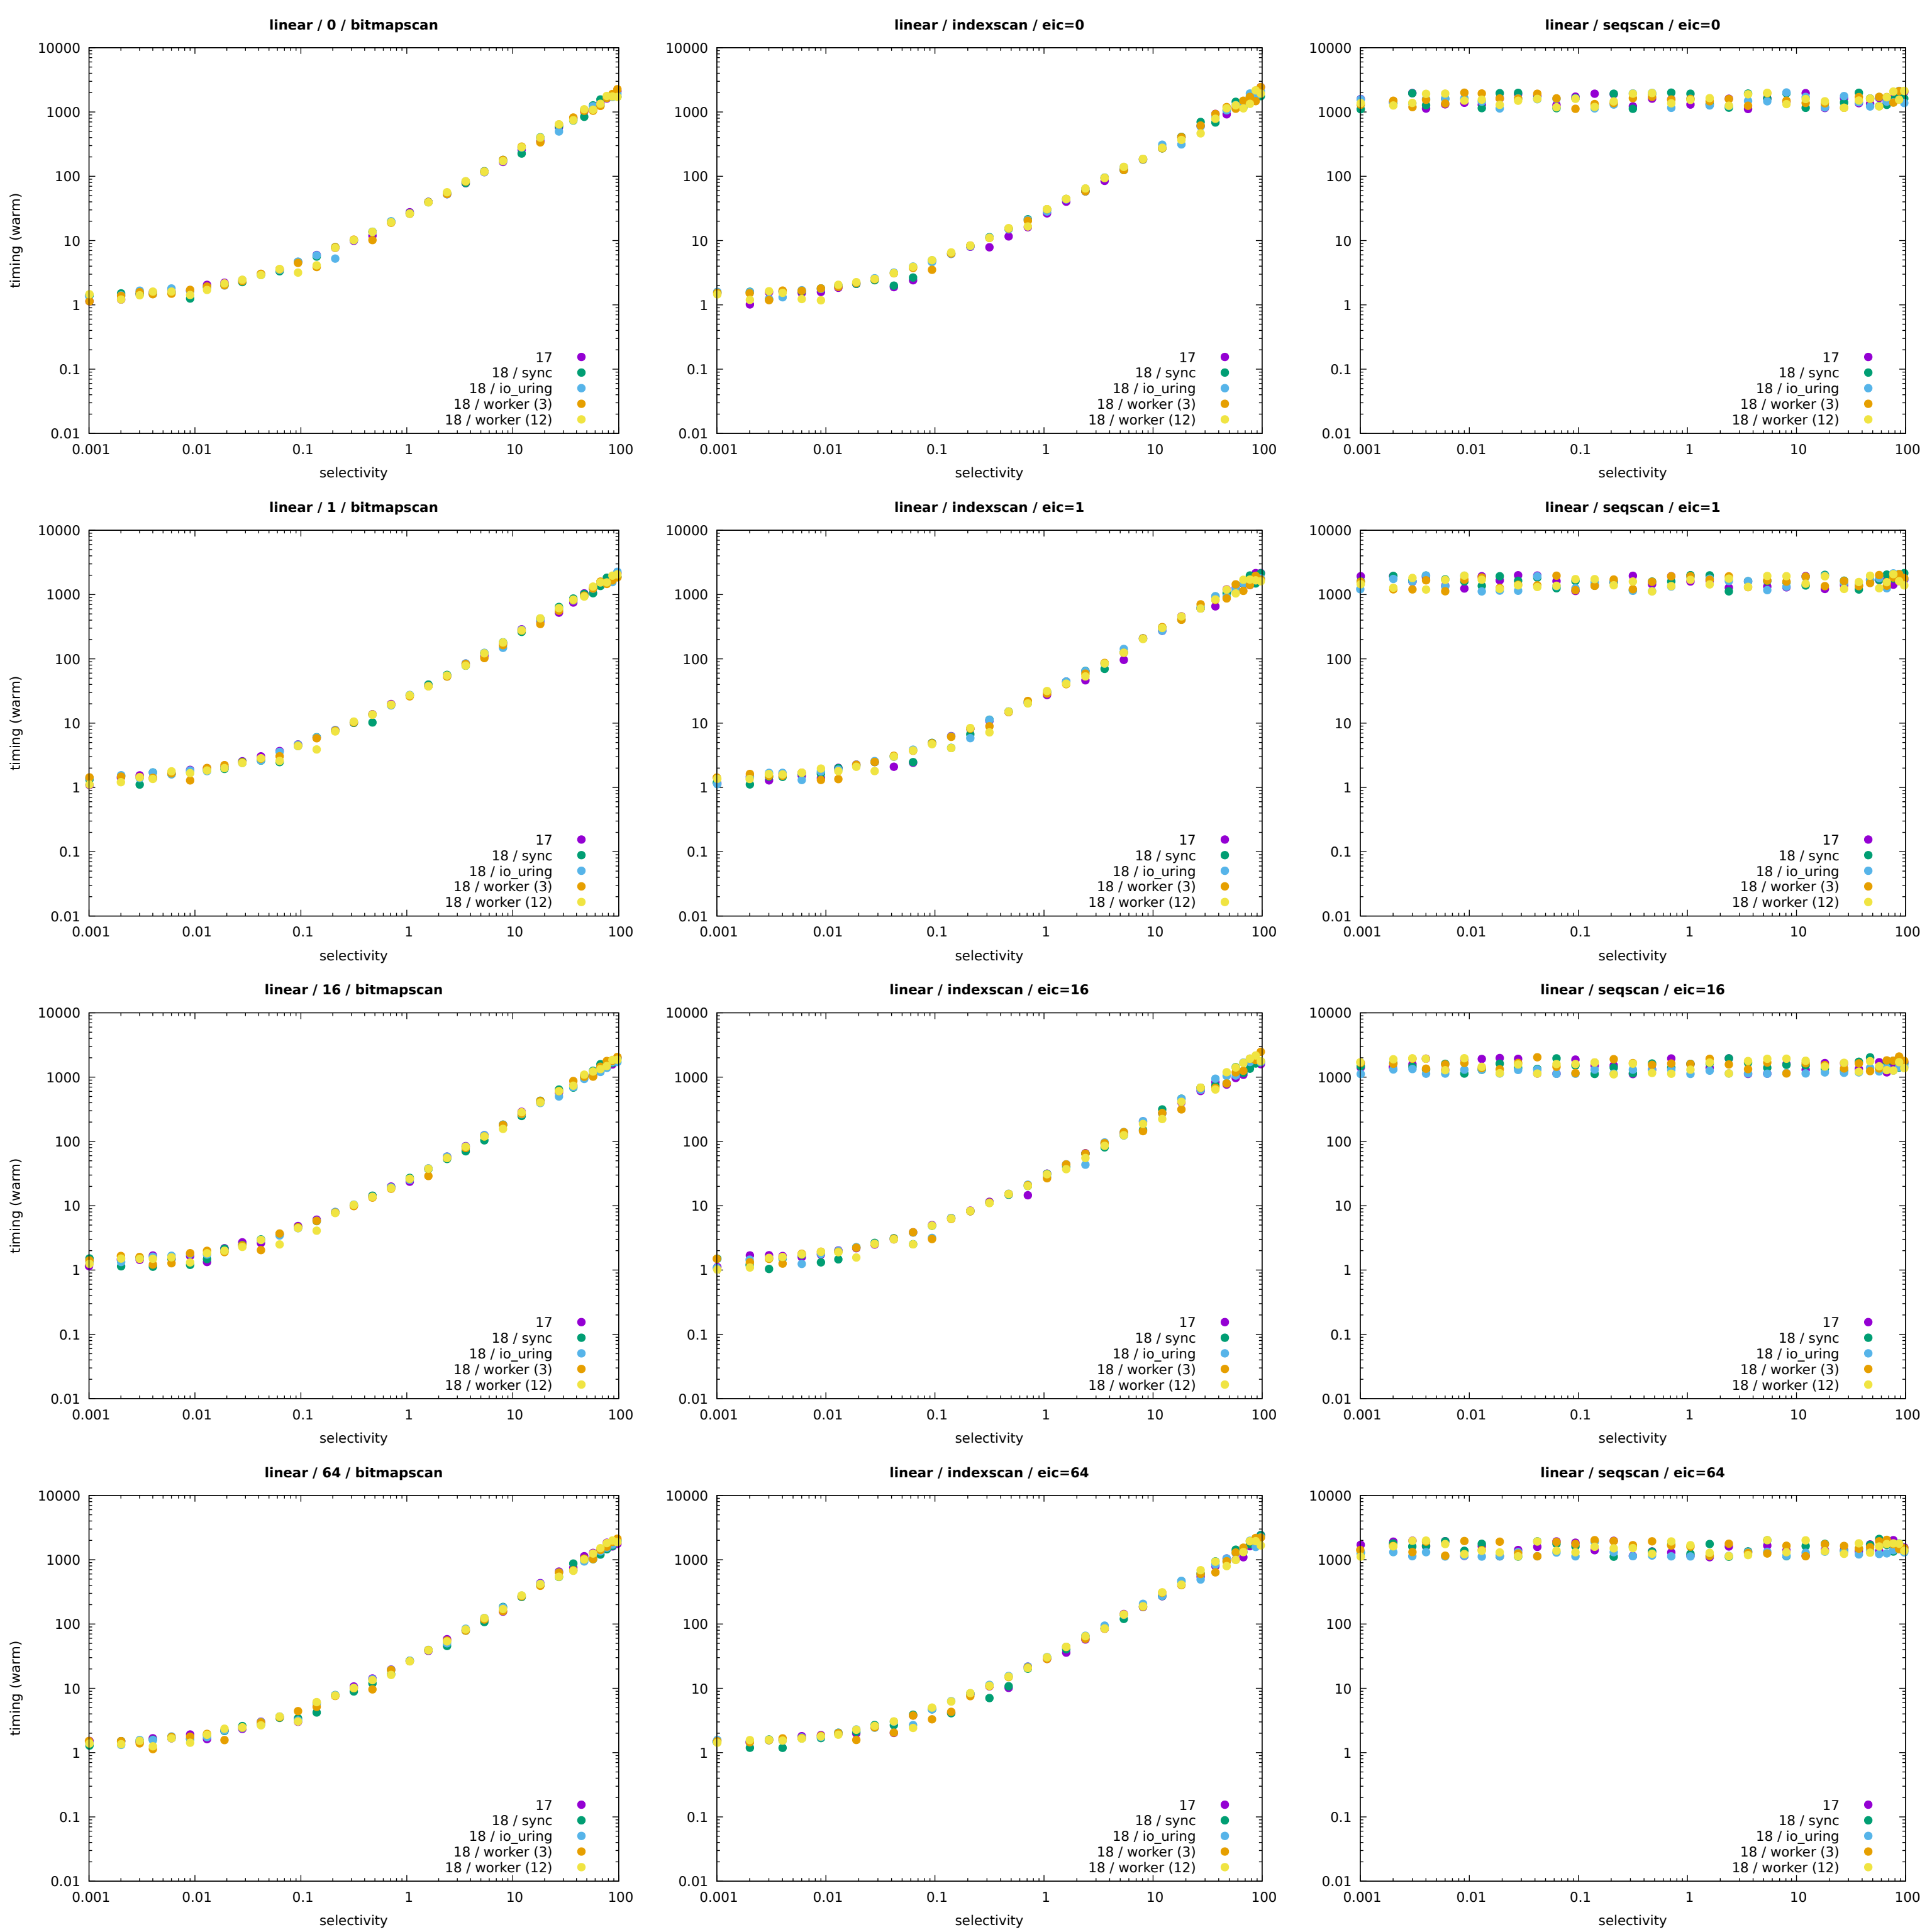 linear / 0 / bitmapscan
timing (warm)
10000
1000
100
10
1
0.1
0.01
17
18 / sync
18 / io_uring
18 / worker (3)
18 / worker (12)
0.001 0.01 0.1 1 10 100
selectivity
linear / indexscan / eic=0
10000
1000
100
10
1
0.1
0.01
17
18 / sync
18 / io_uring
18 / worker (3)
18 / worker (12)
0.001 0.01 0.1 1 10 100
selectivity
linear / seqscan / eic=0
10000
1000
100
10
1
0.1
0.01
17
18 / sync
18 / io_uring
18 / worker (3)
18 / worker (12)
0.001 0.01 0.1 1 10 100
selectivity
linear / 1 / bitmapscan
timing (warm)
10000
1000
100
10
1
0.1
0.01
17
18 / sync
18 / io_uring
18 / worker (3)
18 / worker (12)
0.001 0.01 0.1 1 10 100
selectivity
linear / indexscan / eic=1
10000
1000
100
10
1
0.1
0.01
17
18 / sync
18 / io_uring
18 / worker (3)
18 / worker (12)
0.001 0.01 0.1 1 10 100
selectivity
linear / seqscan / eic=1
10000
1000
100
10
1
0.1
0.01
17
18 / sync
18 / io_uring
18 / worker (3)
18 / worker (12)
0.001 0.01 0.1 1 10 100
selectivity
linear / 16 / bitmapscan
timing (warm)
10000
1000
100
10
1
0.1
0.01
17
18 / sync
18 / io_uring
18 / worker (3)
18 / worker (12)
0.001 0.01 0.1 1 10 100
selectivity
linear / indexscan / eic=16
10000
1000
100
10
1
0.1
0.01
17
18 / sync
18 / io_uring
18 / worker (3)
18 / worker (12)
0.001 0.01 0.1 1 10 100
selectivity
linear / seqscan / eic=16
10000
1000
100
10
1
0.1
0.01
17
18 / sync
18 / io_uring
18 / worker (3)
18 / worker (12)
0.001 0.01 0.1 1 10 100
selectivity
linear / 64 / bitmapscan
timing (warm)
10000
1000
100
10
1
0.1
0.01
17
18 / sync
18 / io_uring
18 / worker (3)
18 / worker (12)
0.001 0.01 0.1 1 10 100
selectivity
linear / indexscan / eic=64
10000
1000
100
10
1
0.1
0.01
17
18 / sync
18 / io_uring
18 / worker (3)
18 / worker (12)
0.001 0.01 0.1 1 10 100
selectivity
linear / seqscan / eic=64
10000
1000
100
10
1
0.1
0.01
17
18 / sync
18 / io_uring
18 / worker (3)
18 / worker (12)
0.001 0.01 0.1 1 10 100
selectivity